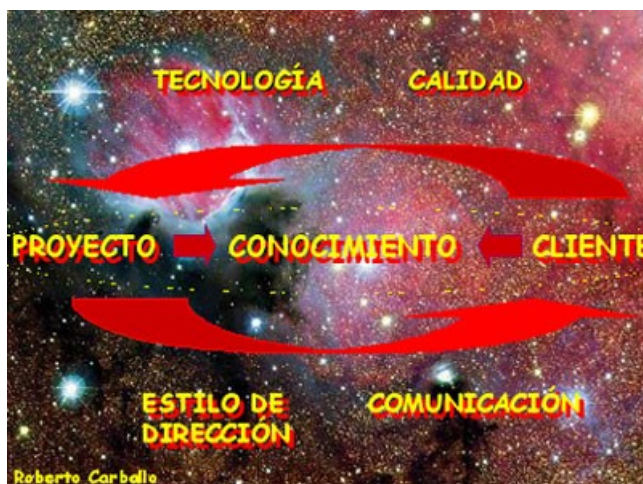 TECNOLOGÍA CALIDAD
PROYECTO CONOCIMIENTO CLIENTE
ESTILO DE DIRECCIÓN COMUNICACIÓN
Roberto Carballo